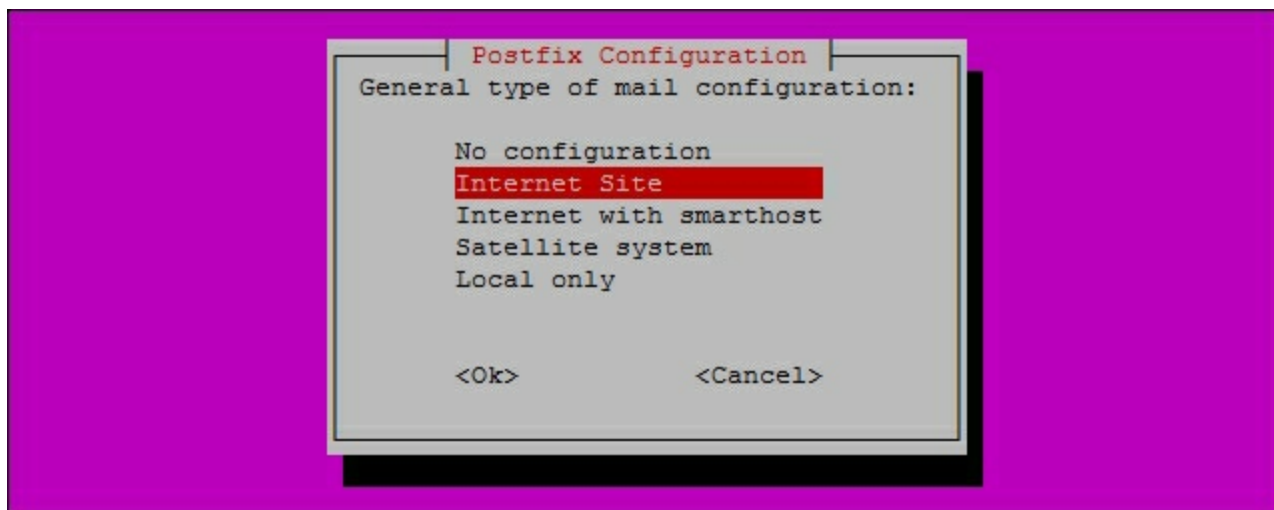 Postfix Configuration
General type of mail configuration:
No configuration
Internet Site
Internet with smarthost
Satellite system
Local only
<Ok> <Cancel>